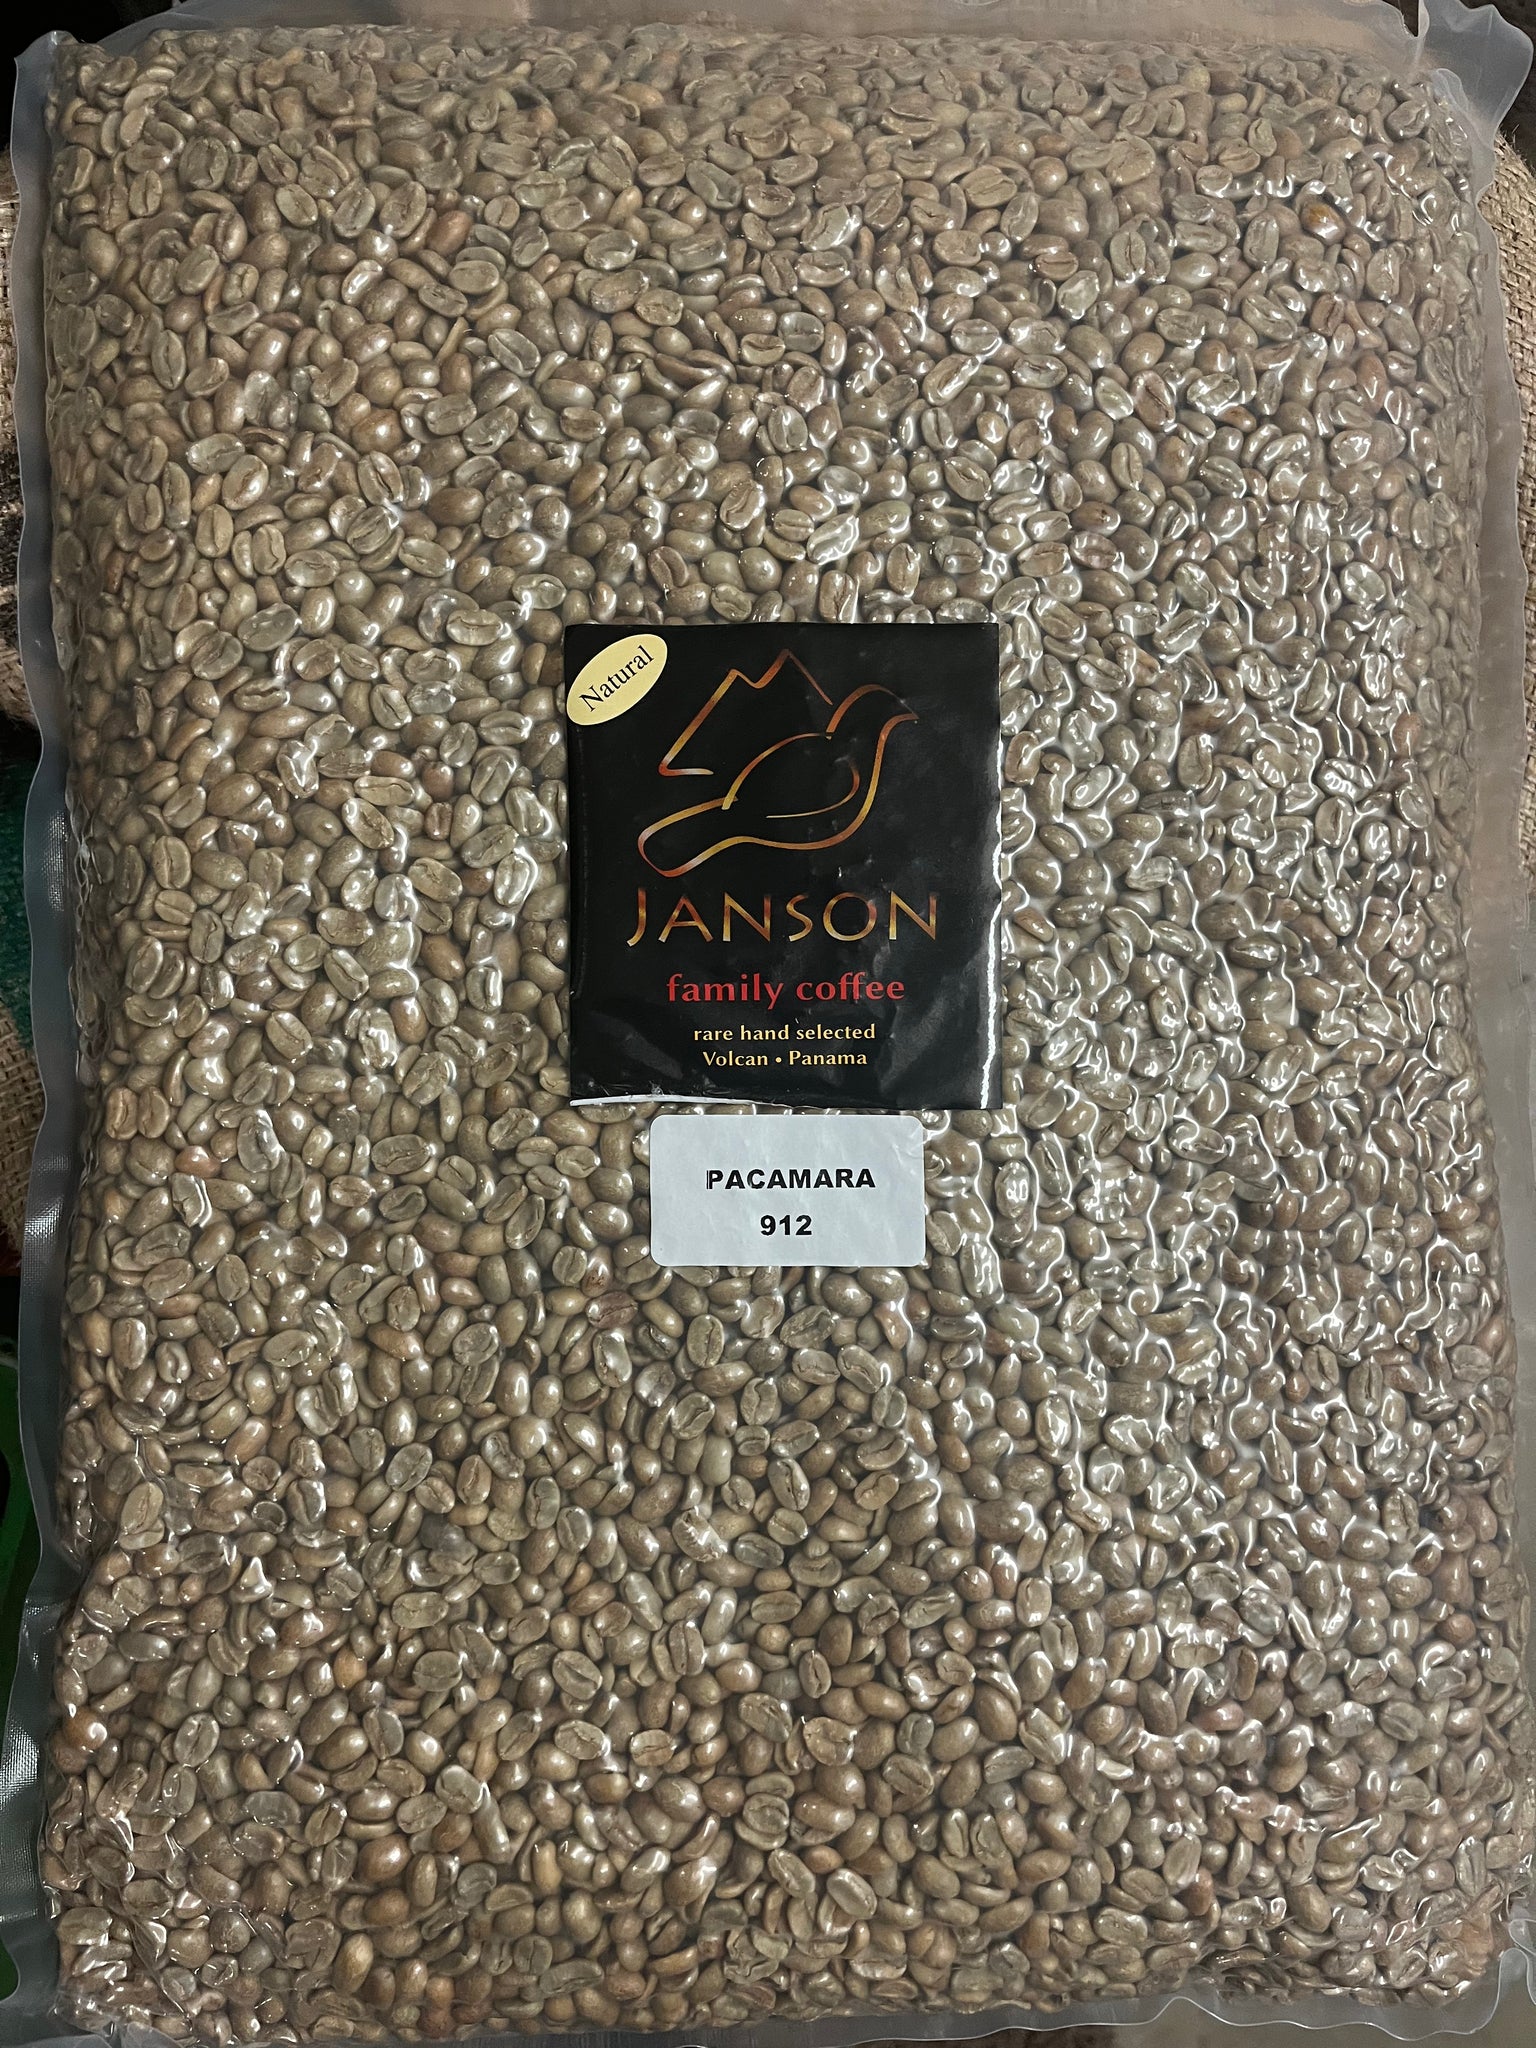 Natural
JANSON
family coffee
rare hand selected
Volcan • Panama
PACAMARA
912